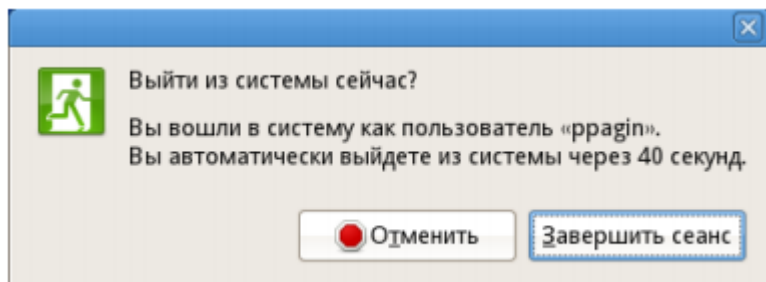 Выйти из системы сейчас?
Вы вошли в систему как пользователь «ppagin».
Вы автоматически выйдете из системы через 40 секунд.
Отменить
Завершить сеанс